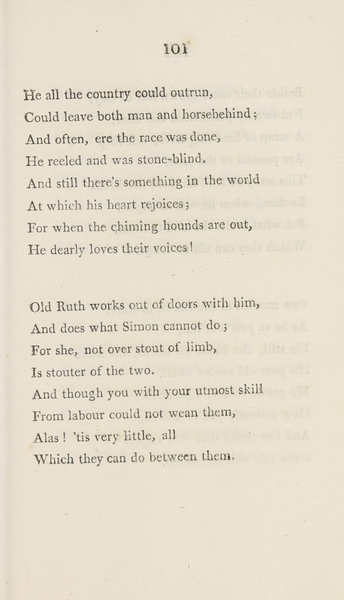 101
He all the country could outrun,
Could leave both man and horsebehind;
And often, ere the race was done,
He reeled and was stone-blind.
And still there's something in the world
At which his heart rejoices;
For when the chiming hounds are out,
He dearly loves their voices!
Old Ruth works out of doors with him,
And does what Simon cannot do;
For she, not over stout of limb,
Is stouter of the two.
And though you with your utmost skill
From labour could not wean them,
Alas! 'tis very little, all
Which they can do between them.